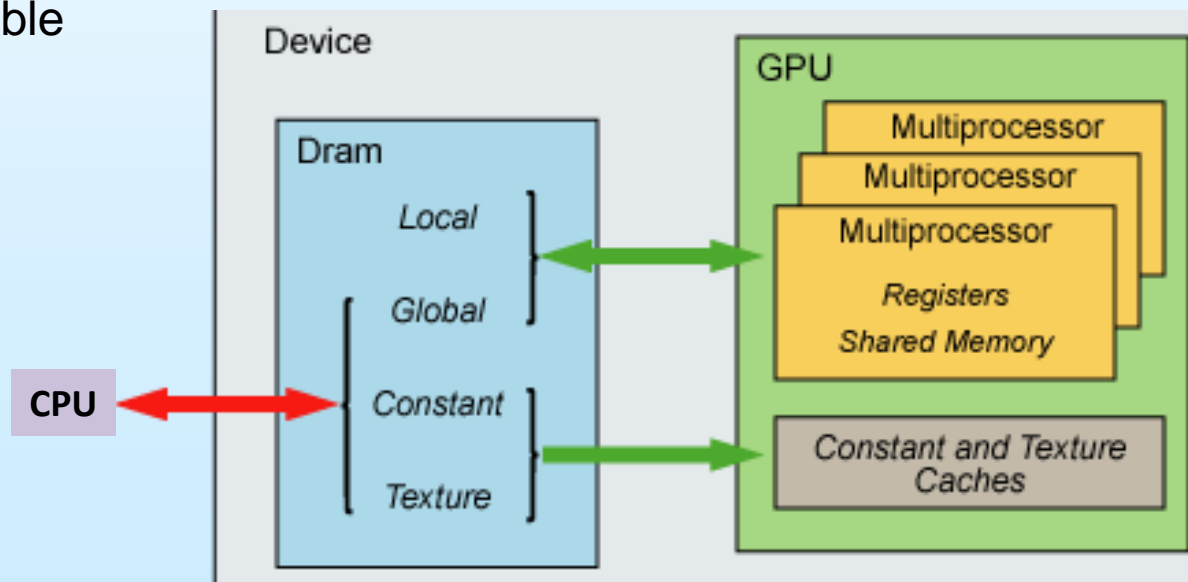 ble
Device
Dram
Local
Global
Constant
Texture
CPU
GPU
Multiprocessor
Multiprocessor
Multiprocessor
Registers
Shared Memory
Constant and Texture
Caches